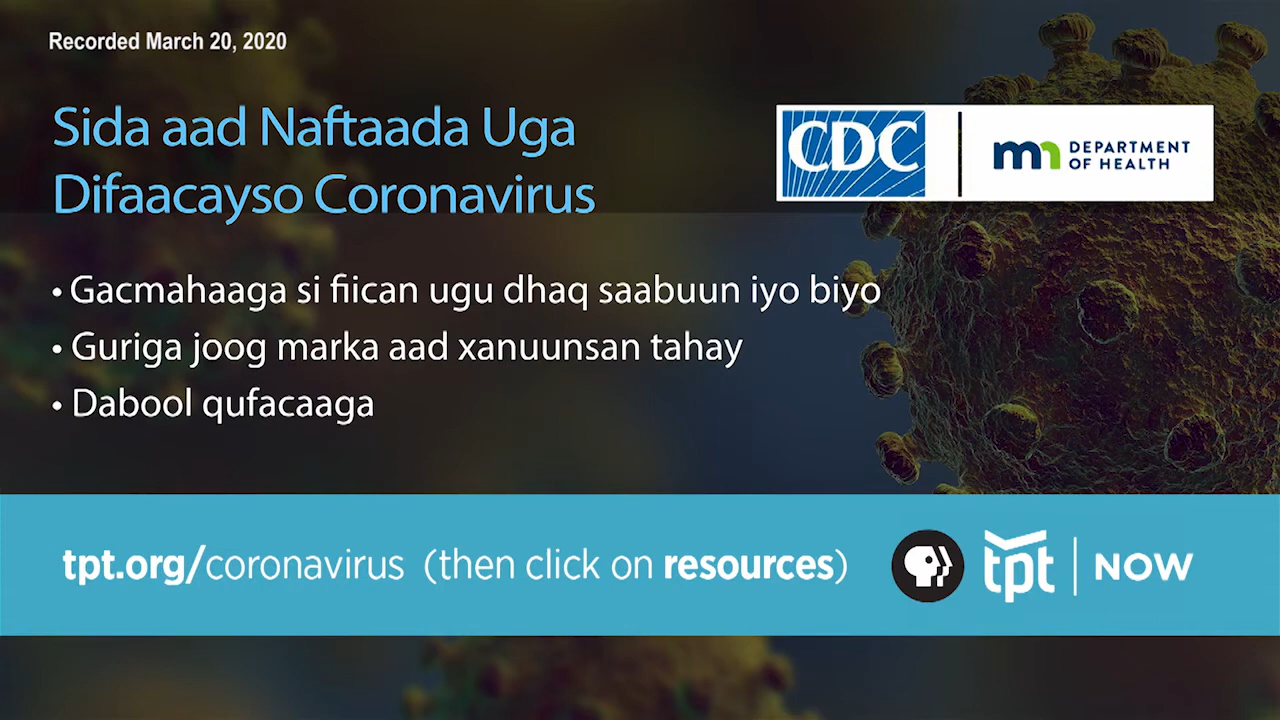 Recorded March 20, 2020
Sida aad Naftaada Uga
Difaacayso Coronavirus
CDC
mn DEPARTMENT
OF HEALTH
• Gacmahaaga si fiican ugu dhaq saabuun iyo biyo
• Guriga joog marka aad xanuunsan tahay
• Dabool qufacaaga
tpt.org/coronavirus (then click on resources)
tpt NOW